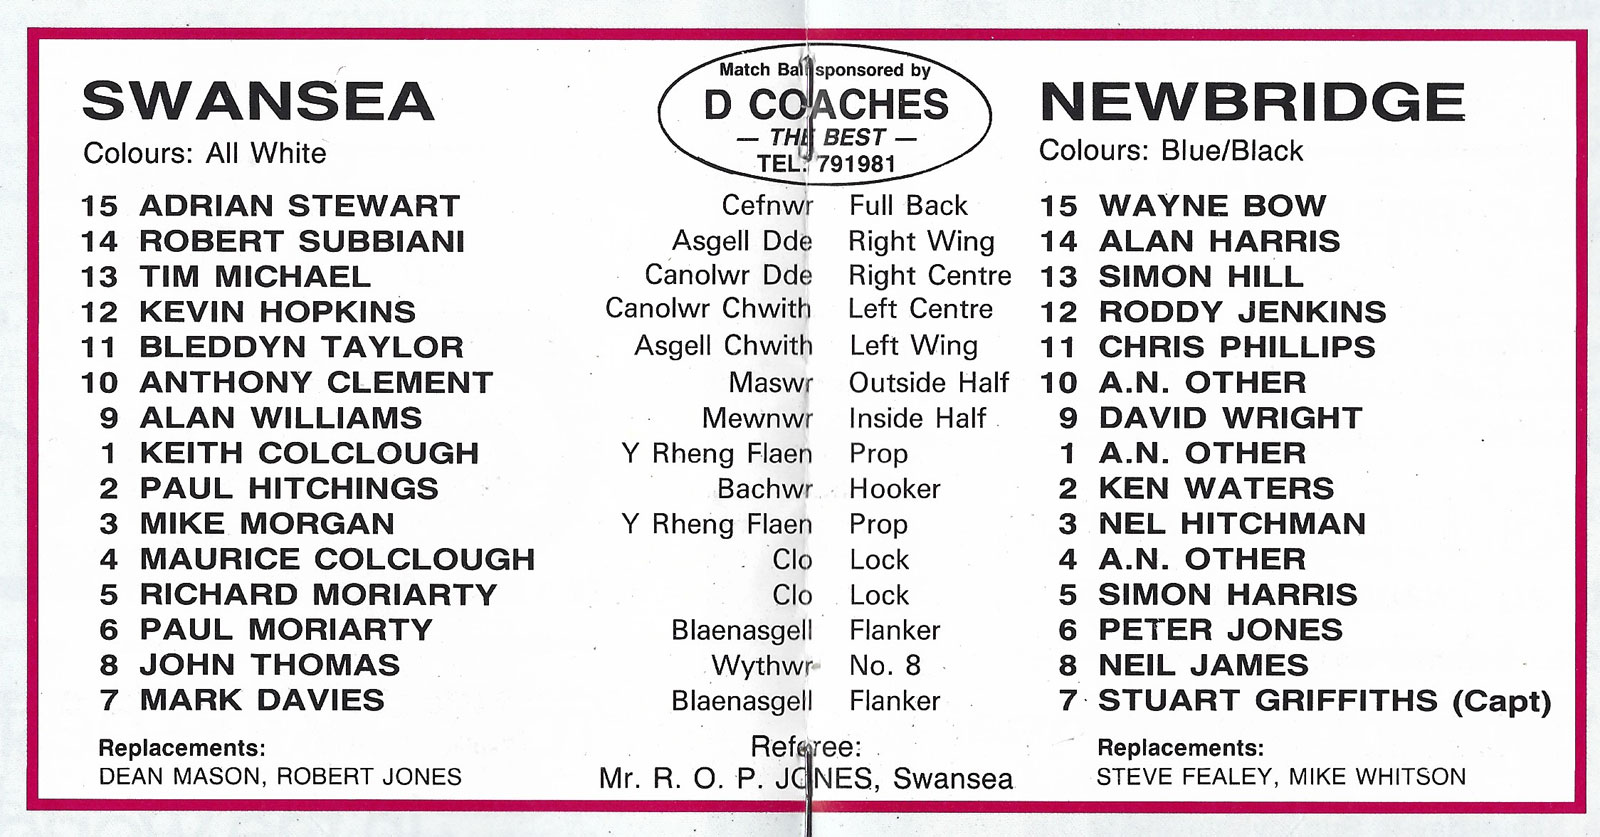 SWANSEA
Colours: All White
Match Ball sponsored by
D COACHES
— THE BEST —
TEL. 791981
NEWBRIDGE
Colours: Blue/Black
15 ADRIAN STEWART Cefnwr Full Back 15 WAYNE BOW
14 ROBERT SUBBIANI Asgell Dde Right Wing 14 ALAN HARRIS
13 TIM MICHAEL Canolwr Dde Right Centre 13 SIMON HILL
12 KEVIN HOPKINS Canolwr Chwith Left Centre 12 RODDY JENKINS
11 BLEDDYN TAYLOR Asgell Chwith Left Wing 11 CHRIS PHILLIPS
10 ANTHONY CLEMENT Maswr Outside Half 10 A.N. OTHER
9 ALAN WILLIAMS Mewnwr Inside Half 9 DAVID WRIGHT
1 KEITH COLCLOUGH Y Rheng Flaen Prop 1 A.N. OTHER
2 PAUL HITCHINGS Bachwr Hooker 2 KEN WATERS
3 MIKE MORGAN Y Rheng Flaen Prop 3 NEL HITCHMAN
4 MAURICE COLCLOUGH Clo Lock 4 A.N. OTHER
5 RICHARD MORIARTY Clo Lock 5 SIMON HARRIS
6 PAUL MORIARTY Blaenasgell Flanker 6 PETER JONES
8 JOHN THOMAS Wythwr No. 8 8 NEIL JAMES
7 MARK DAVIES Blaenasgell Flanker 7 STUART GRIFFITHS (Capt)
Replacements:
DEAN MASON, ROBERT JONES
Referee:
Mr. R. O. P. JONES, Swansea
Replacements:
STEVE FEALEY, MIKE WHITSON